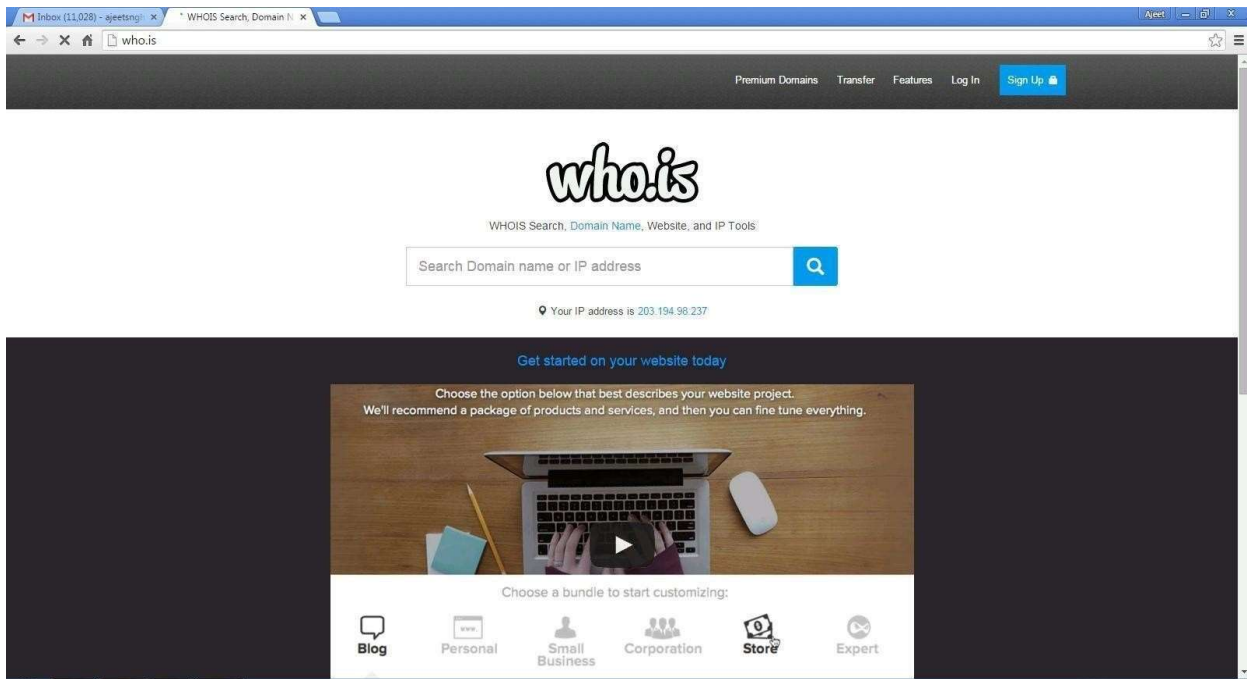 Inbox (11,028) - ajeetsngh
WHOIS Search, Domain N
Ajeet
who.is
Premium Domains Transfer Features Log In Sign Up
who.is
WHOIS Search, Domain Name, Website, and IP Tools
Search Domain name or IP address
Your IP address is 203.194.98.237
Get started on your website today
Choose the option below that best describes your website project.
We'll recommend a package of products and services, and then you can fine tune everything.
Choose a bundle to start customizing:
www.
Blog Personal Small Business Corporation Store Expert